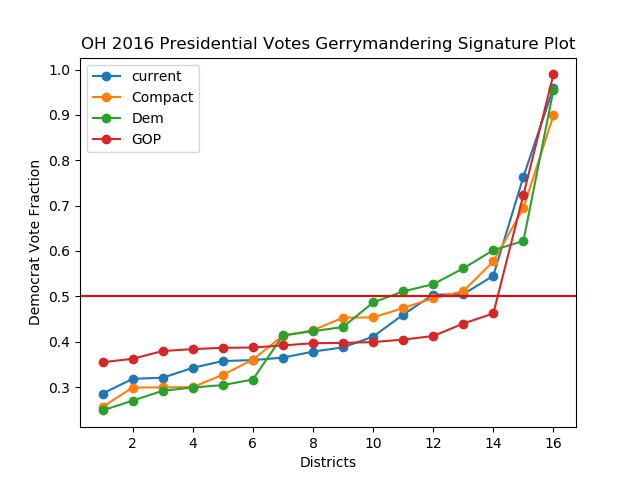 OH 2016 Presidential Votes Gerrymandering Signature Plot
current
Compact
Dem
GOP
1.0
0.9
0.8
0.7
0.6
0.5
0.4
0.3
Democrat Vote Fraction
2 4 6 8 10 12 14 16
Districts